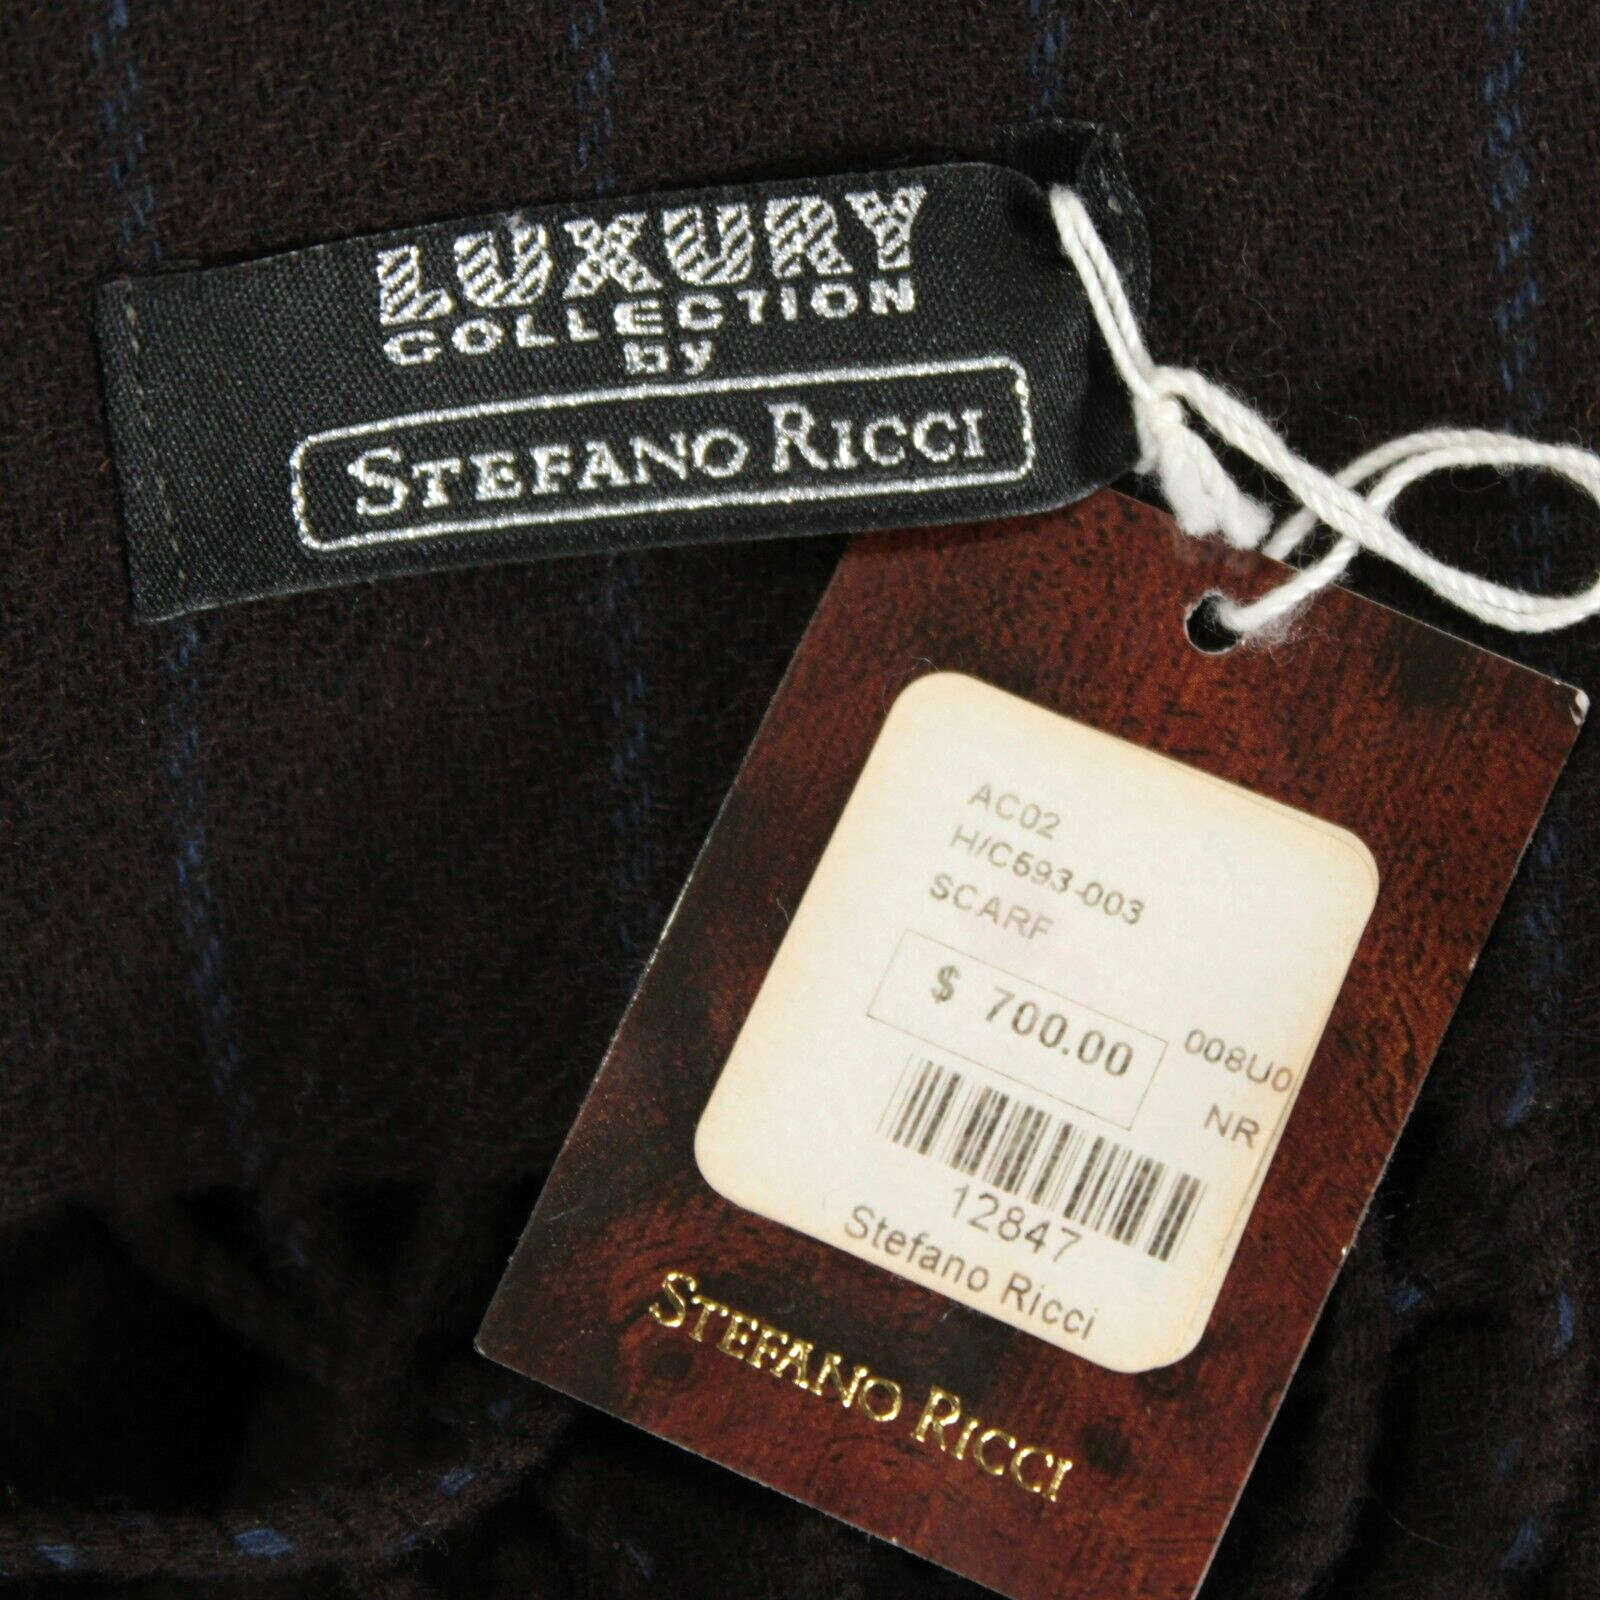 LUXURY
COLLECTION
by
STEFANO RICCI
AC02
H/C593-003
SCARF
$ 700.00
008U0
NR
12847
Stefano Ricci
STEFANO RICCI